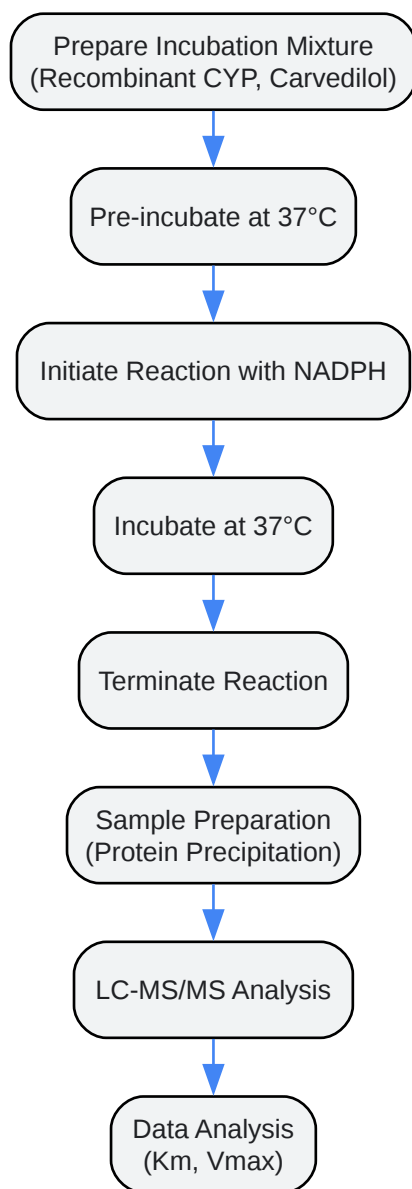 Prepare Incubation Mixture
(Recombinant CYP, Carvedilol)
Pre-incubate at 37°C
Initiate Reaction with NADPH
Incubate at 37°C
Terminate Reaction
Sample Preparation
(Protein Precipitation)
LC-MS/MS Analysis
Data Analysis
(Km, Vmax)